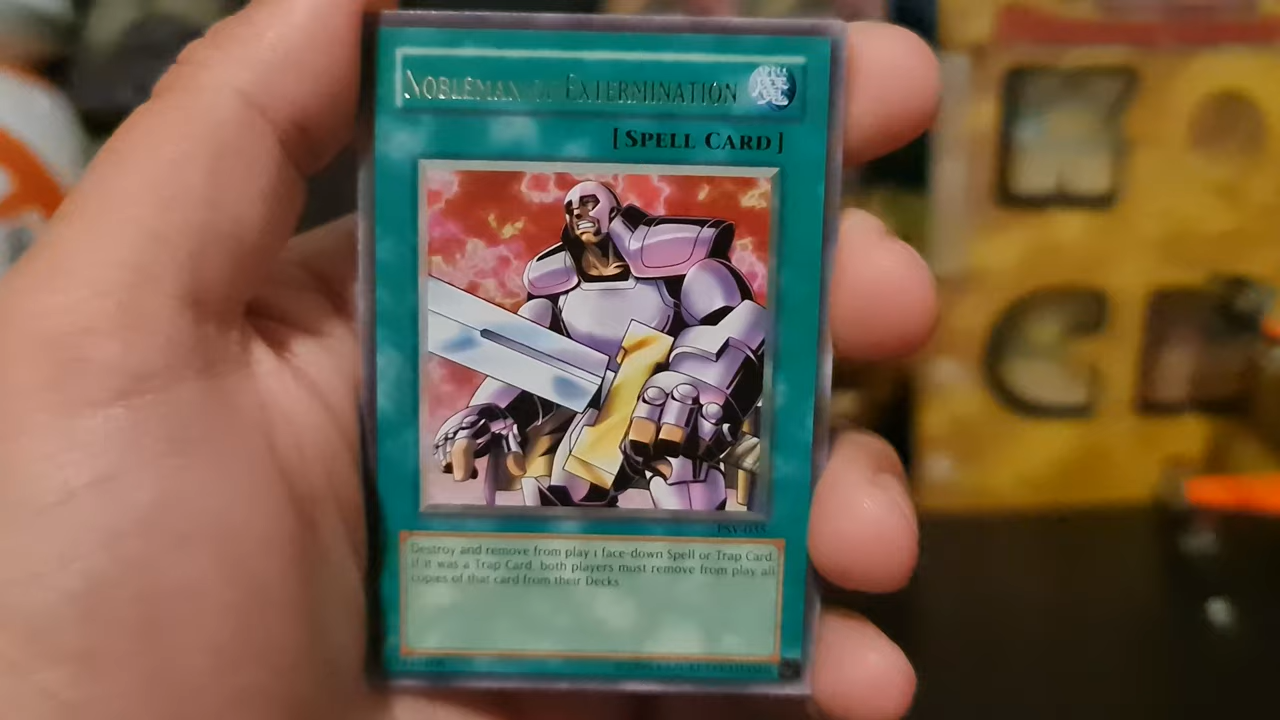 NOBLEMAN OF EXTERMINATION 魔
[ SPELL CARD ]
PSV-035
Destroy and remove from play 1 face-down Spell or Trap Card.
If it was a Trap Card, both players must remove from play all
copies of that card from their Decks